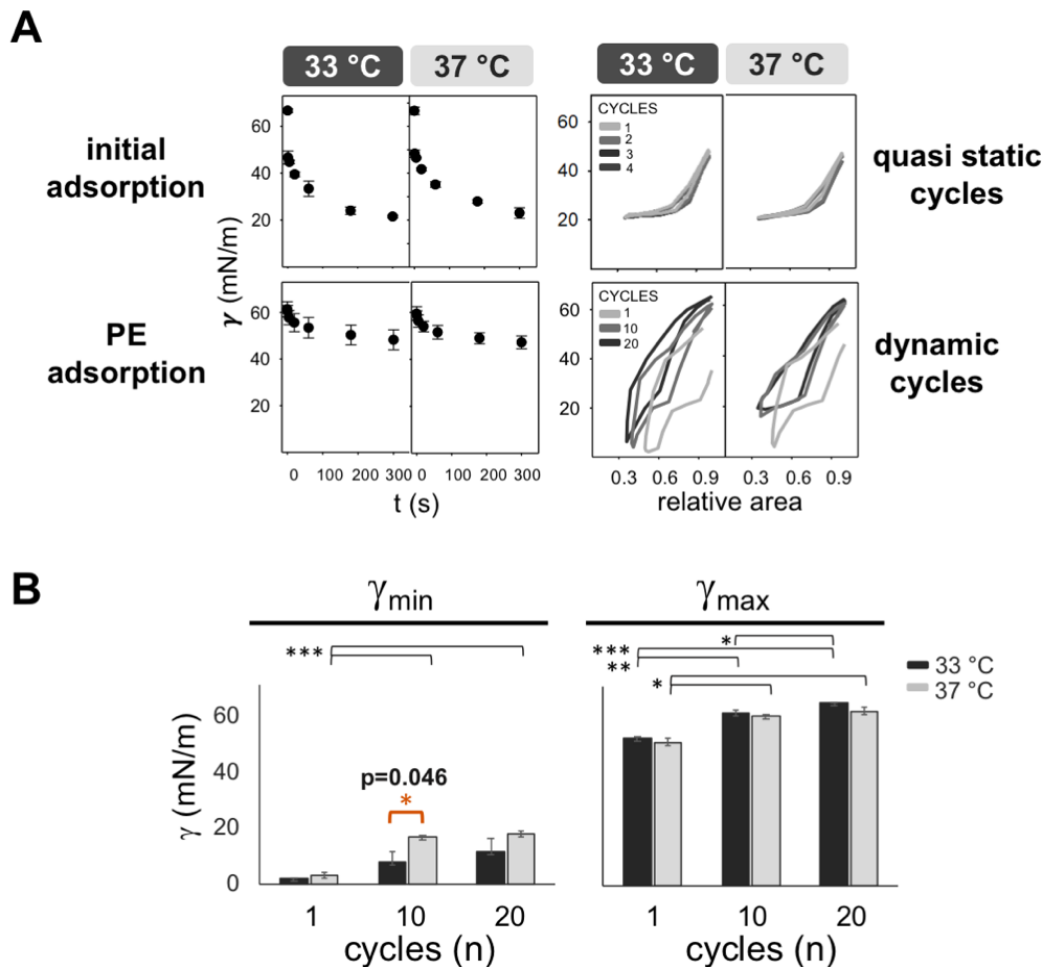 A
33 °C 37 °C 33 °C 37 °C
initial
adsorption
PE
adsorption
γ (mN/m)
60
40
20
60
40
20
0 100 200 300 0 100 200 300
t (s)
60
40
20
CYCLES
1
2
3
4
60
40
20
CYCLES
1
10
20
0.3 0.6 0.9 0.3 0.6 0.9
relative area
quasi static
cycles
dynamic
cycles
B
γmin
***
γ (mN/m)
60
40
20
0
p=0.046
*
1 10 20
cycles (n)
γmax
*
***
**
*
1 10 20
cycles (n)
33 °C
37 °C